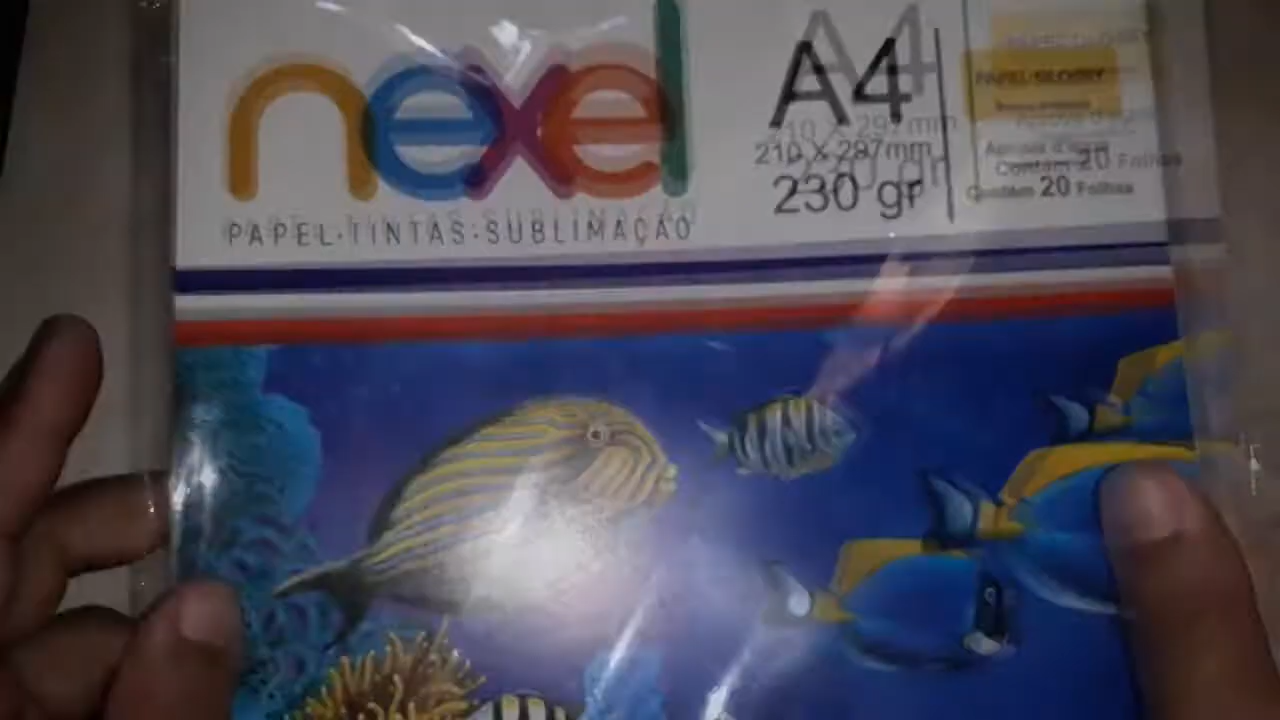 nexel
PAPEL·TINTAS·SUBLIMAÇÃO
A4
210 X 297mm
230 gr
PAPEL GLOSSY
Contém 20 Folhas